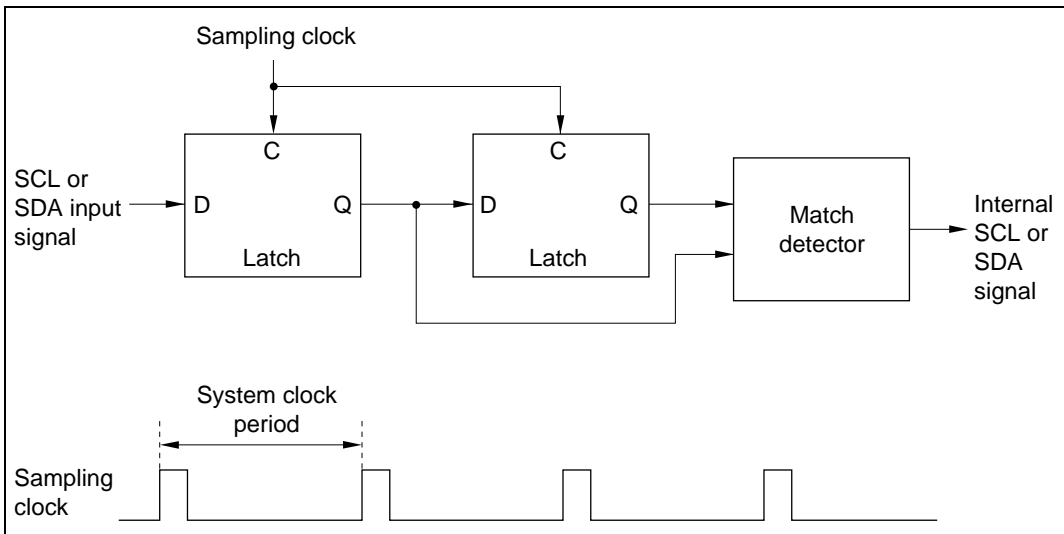 Sampling clock
C
C
SCL or
SDA input
signal
D
Q
D
Q
Latch
Latch
Match
detector
Internal
SCL or
SDA
signal
System clock
period
Sampling
clock